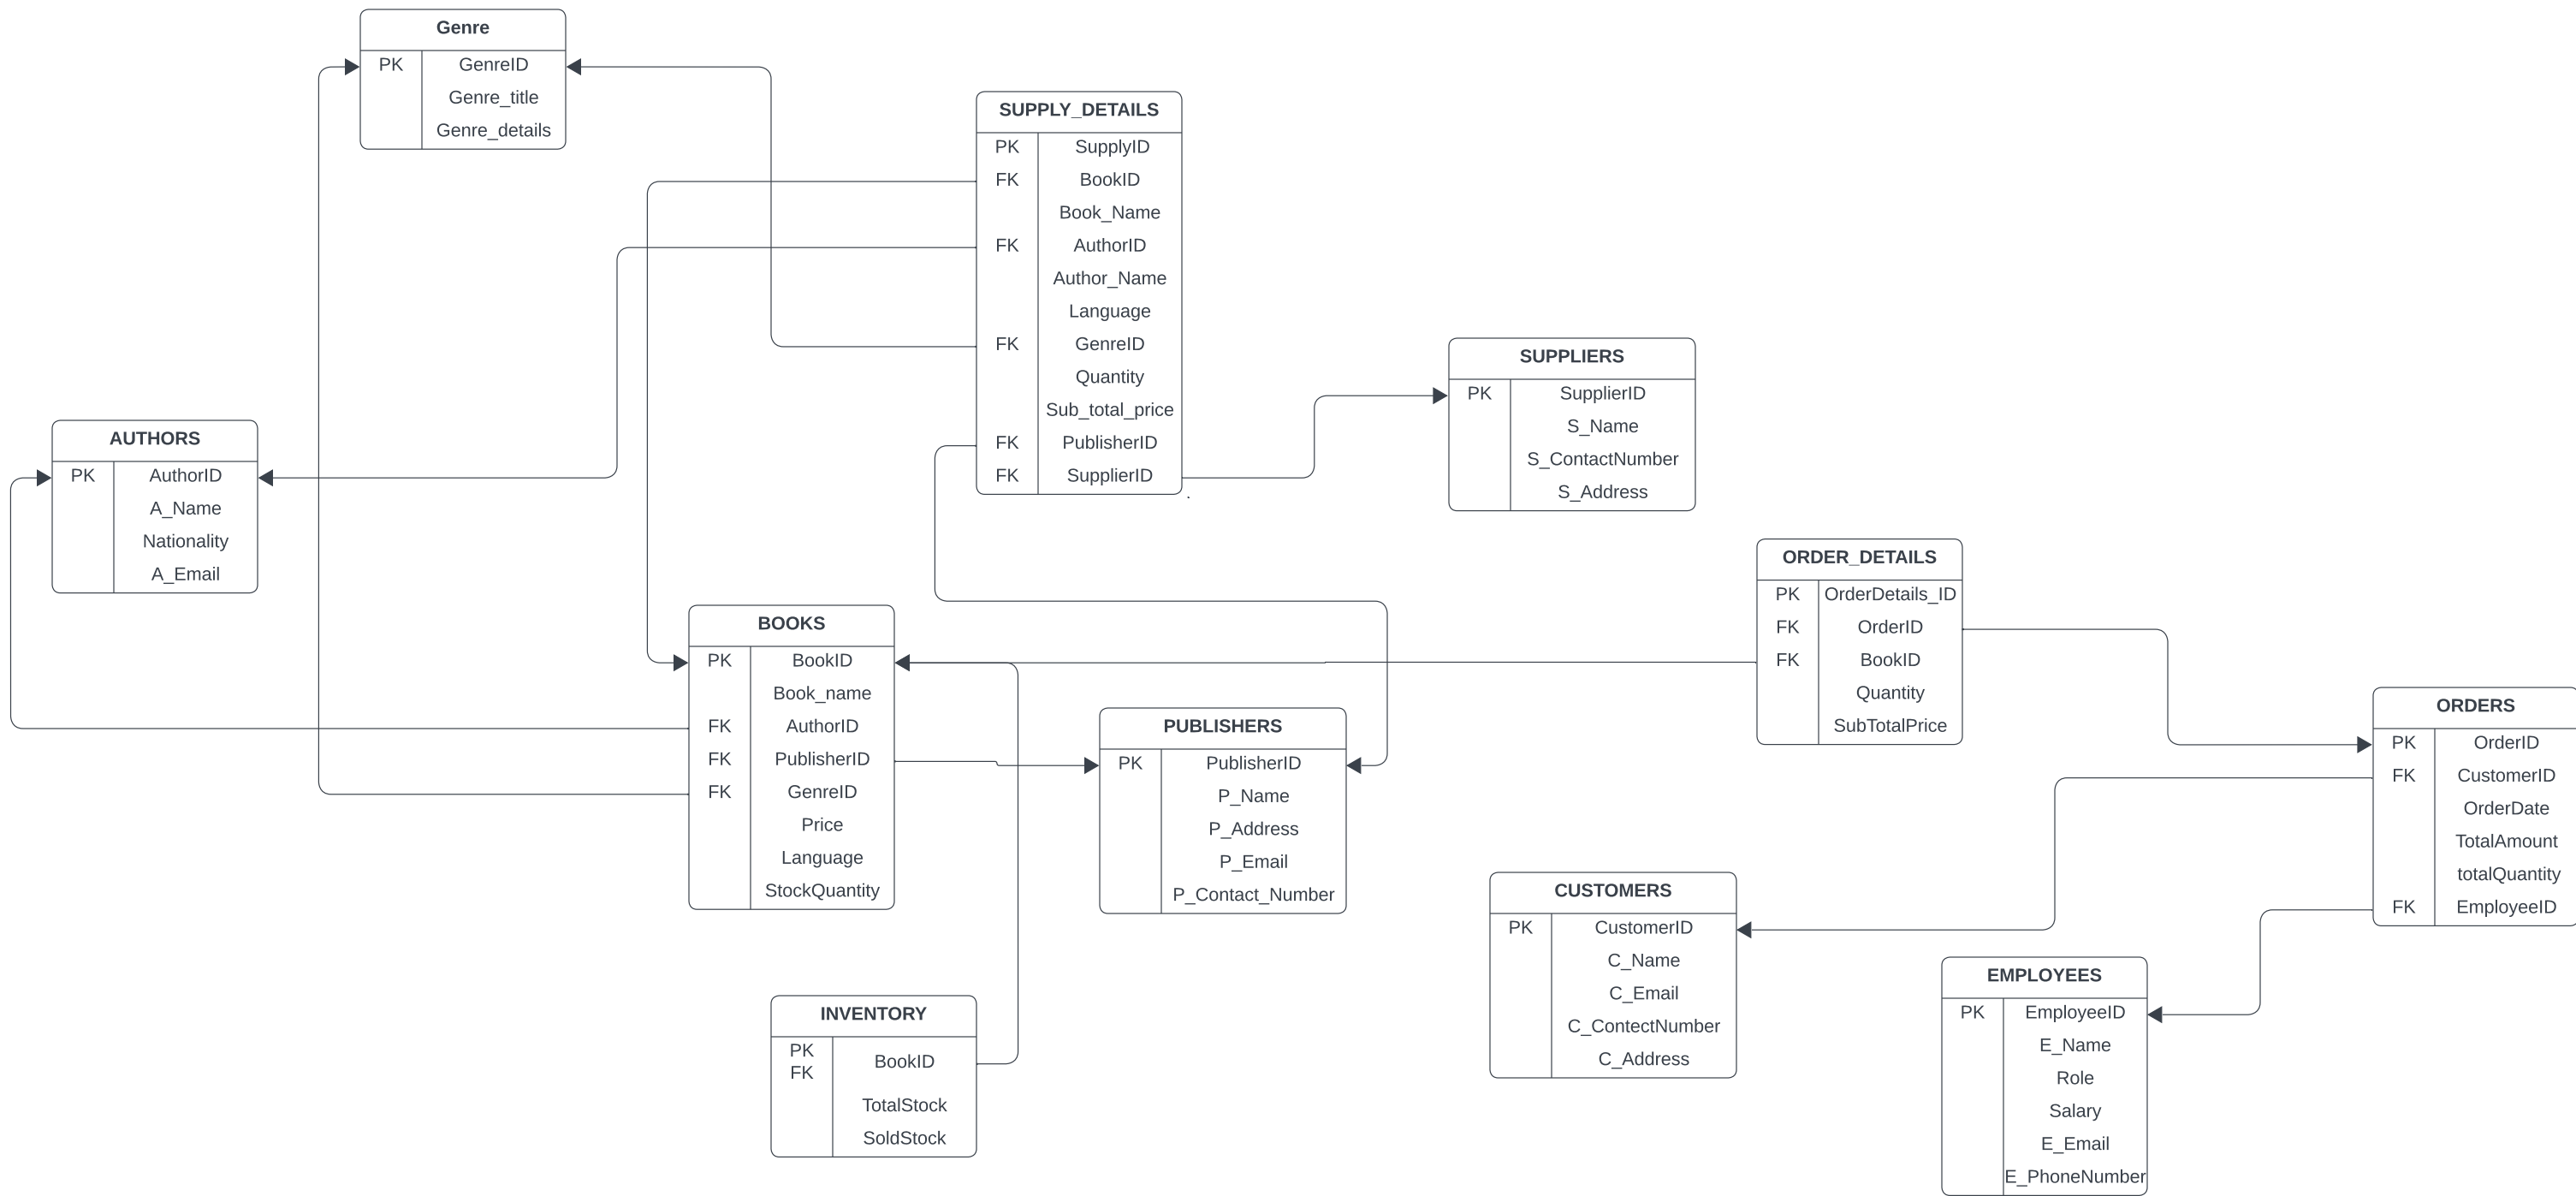 Genre
PK GenreID
Genre_title
Genre_details
SUPPLY_DETAILS
PK SupplyID
FK BookID
Book_Name
FK AuthorID
Author_Name
Language
FK GenreID
Quantity
Sub_total_price
FK PublisherID
FK SupplierID
.
SUPPLIERS
PK SupplierID
S_Name
S_ContactNumber
S_Address
AUTHORS
PK AuthorID
A_Name
Nationality
A_Email
ORDER_DETAILS
PK OrderDetails_ID
FK OrderID
FK BookID
Quantity
SubTotalPrice
BOOKS
PK BookID
Book_name
FK AuthorID
FK PublisherID
FK GenreID
Price
Language
StockQuantity
PUBLISHERS
PK PublisherID
P_Name
P_Address
P_Email
P_Contact_Number
ORDERS
PK OrderID
FK CustomerID
OrderDate
TotalAmount
totalQuantity
FK EmployeeID
CUSTOMERS
PK CustomerID
C_Name
C_Email
C_ContectNumber
C_Address
EMPLOYEES
PK EmployeeID
E_Name
Role
Salary
E_Email
E_PhoneNumber
INVENTORY
PK
FK BookID
TotalStock
SoldStock